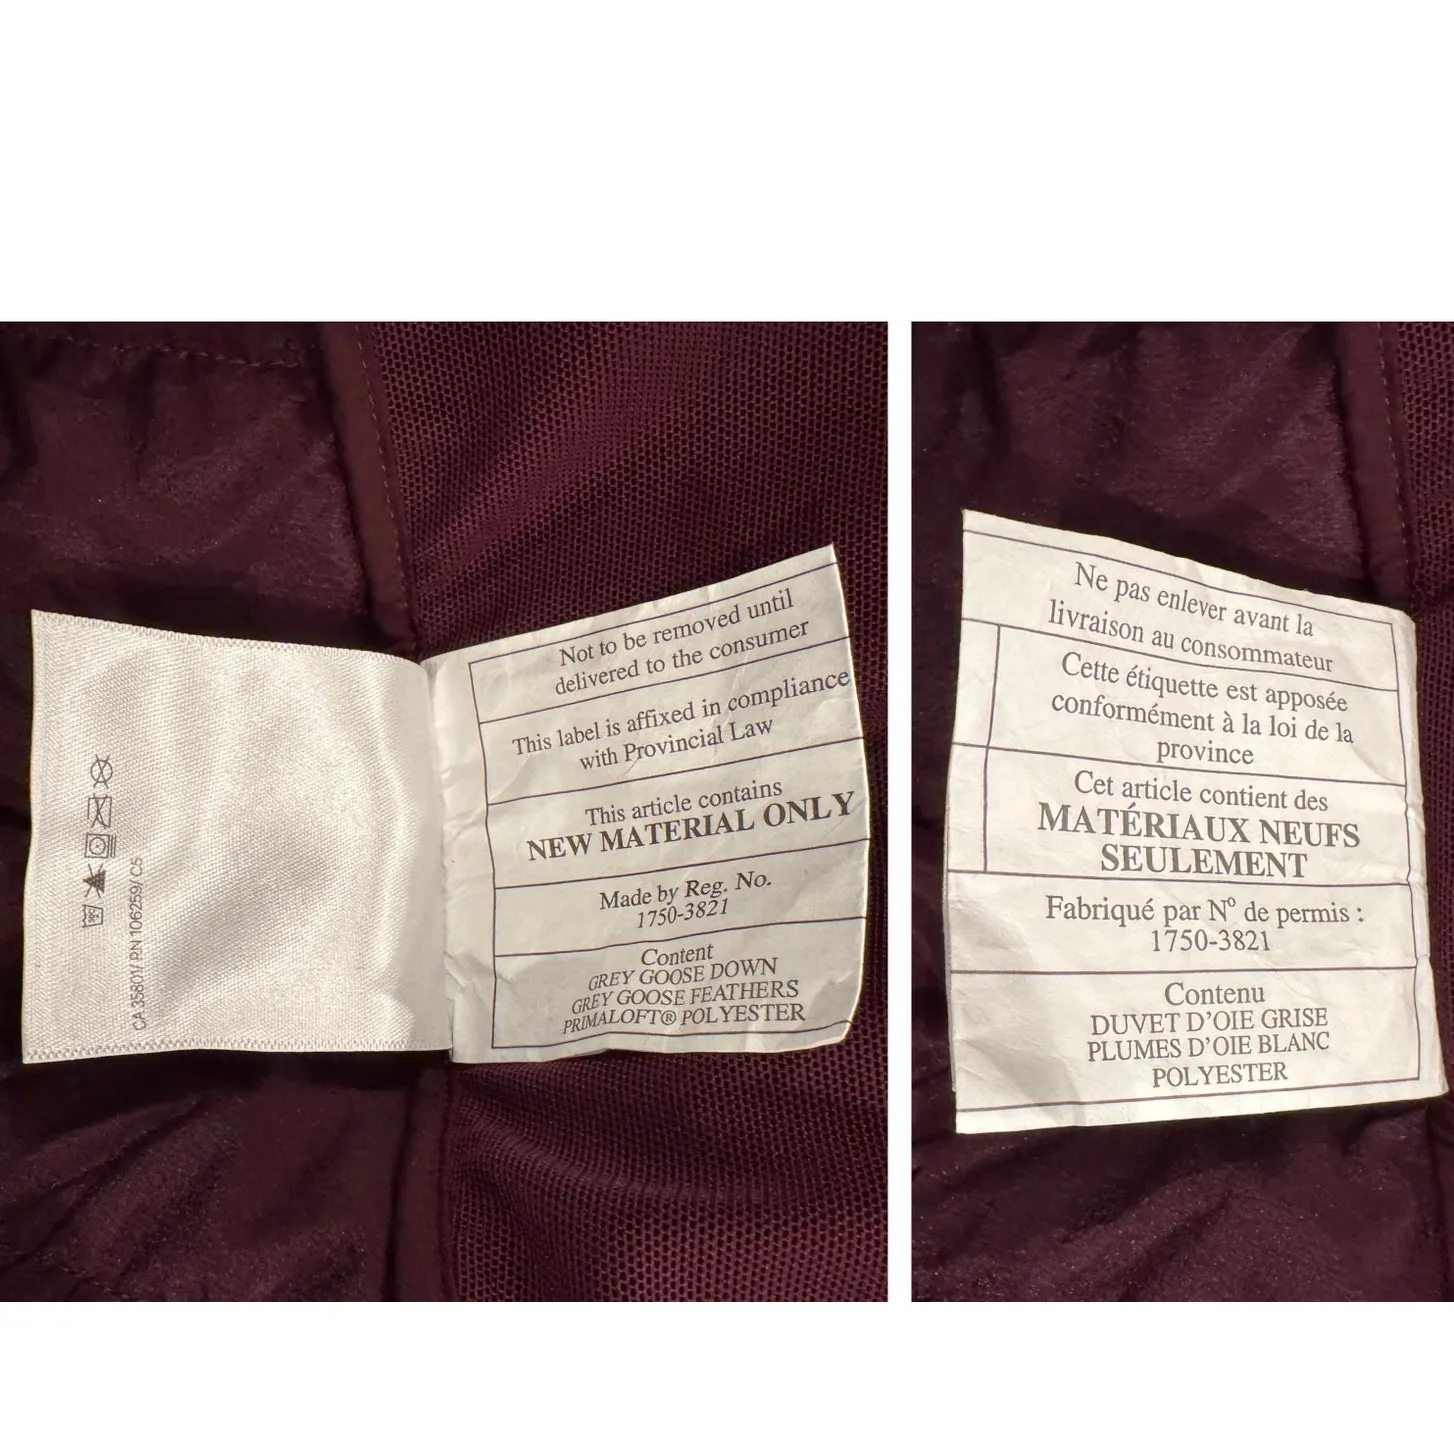 CA 35801/ RN 106259/ C5
Not to be removed until
delivered to the consumer
This label is affixed in compliance
with Provincial Law
This article contains
NEW MATERIAL ONLY
Made by Reg. No.
1750-3821
Content
GREY GOOSE DOWN
GREY GOOSE FEATHERS
PRIMALOFT® POLYESTER
Ne pas enlever avant la
livraison au consommateur
Cette étiquette est apposée
conformément à la loi de la
province
Cet article contient des
MATÉRIAUX NEUFS
SEULEMENT
Fabriqué par Nº de permis :
1750-3821
Contenu
DUVET D'OIE GRISE
PLUMES D'OIE BLANC
POLYESTER